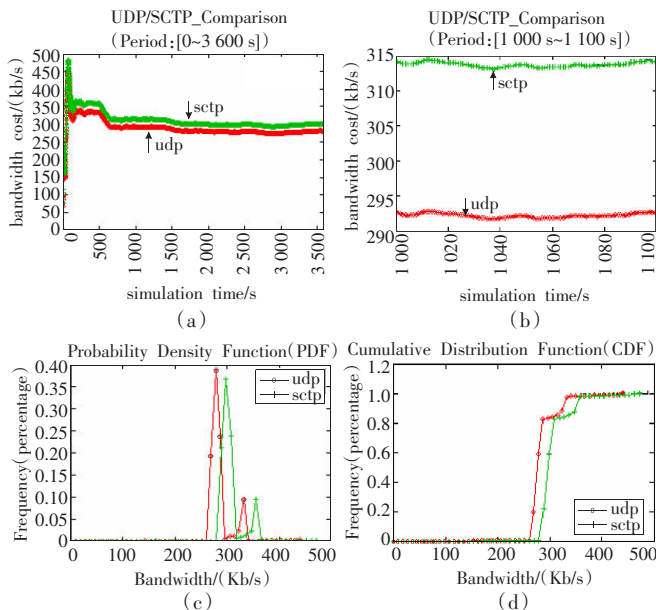 UDP/SCTP_Comparison
(Period:[0~3 600 s])
bandwidth cost/(kb/s)
500
450
400
350
300
250
200
150
100
50
0
sctp
udp
0
500
1 000
1 500
2 000
2 500
3 000
3 500
simulation time/s
(a)
UDP/SCTP_Comparison
(Period:[1 000 s~1 100 s])
bandwidth cost/(kb/s)
315
310
305
300
295
290
sctp
udp
1 000
1 020
1 040
1 060
1 080
1 100
simulation time/s
(b)
Probability Density Function(PDF)
Frequency(percentage)
0.40
0.35
0.30
0.25
0.20
0.15
0.10
0.05
0
udp
sctp
0 100 200 300 400 500
Bandwidth/(Kb/s)
(c)
Cumulative Distribution Function(CDF)
Frequency(percentage)
1.2
1.0
0.8
0.6
0.4
0.2
0
udp
sctp
0 100 200 300 400 500
Bandwidth/(Kb/s)
(d)